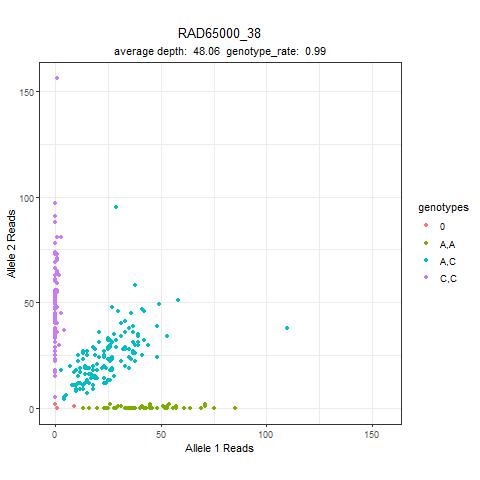 RAD65000_38
average depth:  48.06  genotype_rate:  0.99
150
100
50
0
Allele 2 Reads
0
50
100
150
Allele 1 Reads
genotypes
0
A,A
A,C
C,C